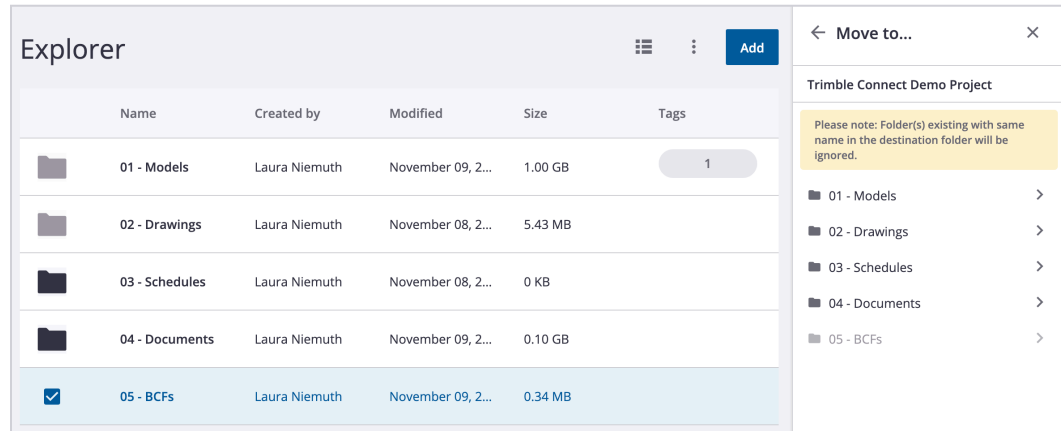 Explorer
Add
Name Created by Modified Size Tags
01 - Models Laura Niemuth November 09, 2... 1.00 GB 1
02 - Drawings Laura Niemuth November 08, 2... 5.43 MB
03 - Schedules Laura Niemuth November 08, 2... 0 KB
04 - Documents Laura Niemuth November 09, 2... 0.10 GB
05 - BCFs Laura Niemuth November 09, 2... 0.34 MB
Move to...
Trimble Connect Demo Project
Please note: Folder(s) existing with same
name in the destination folder will be
ignored.
01 - Models
02 - Drawings
03 - Schedules
04 - Documents
05 - BCFs